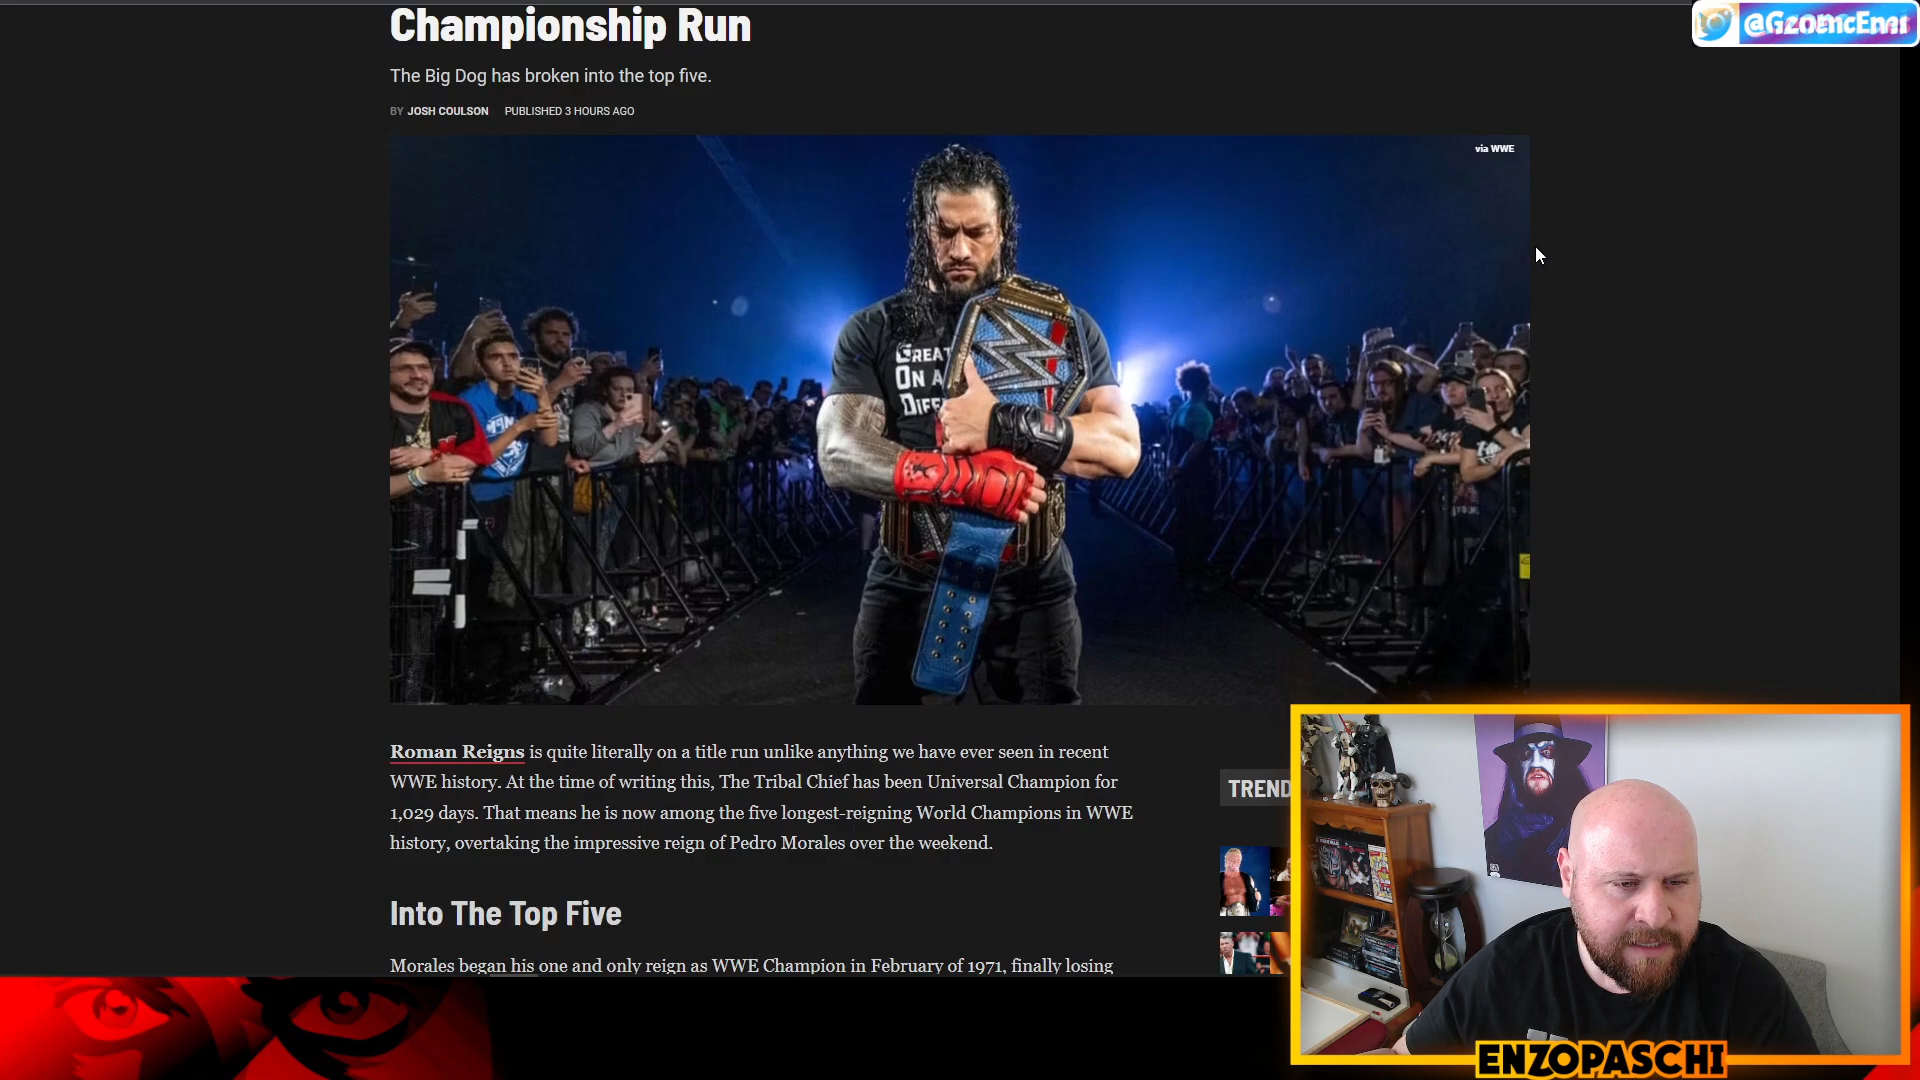 Championship Run
The Big Dog has broken into the top five.
BY JOSH COULSON PUBLISHED 3 HOURS AGO
via WWE
GREAT
ON A
DIFF
Roman Reigns is quite literally on a title run unlike anything we have ever seen in recent
WWE history. At the time of writing this, The Tribal Chief has been Universal Champion for
1,029 days. That means he is now among the five longest-reigning World Champions in WWE
history, overtaking the impressive reign of Pedro Morales over the weekend.
TREND
Into The Top Five
Morales began his one and only reign as WWE Champion in February of 1971, finally losing
ENZOPASCHI